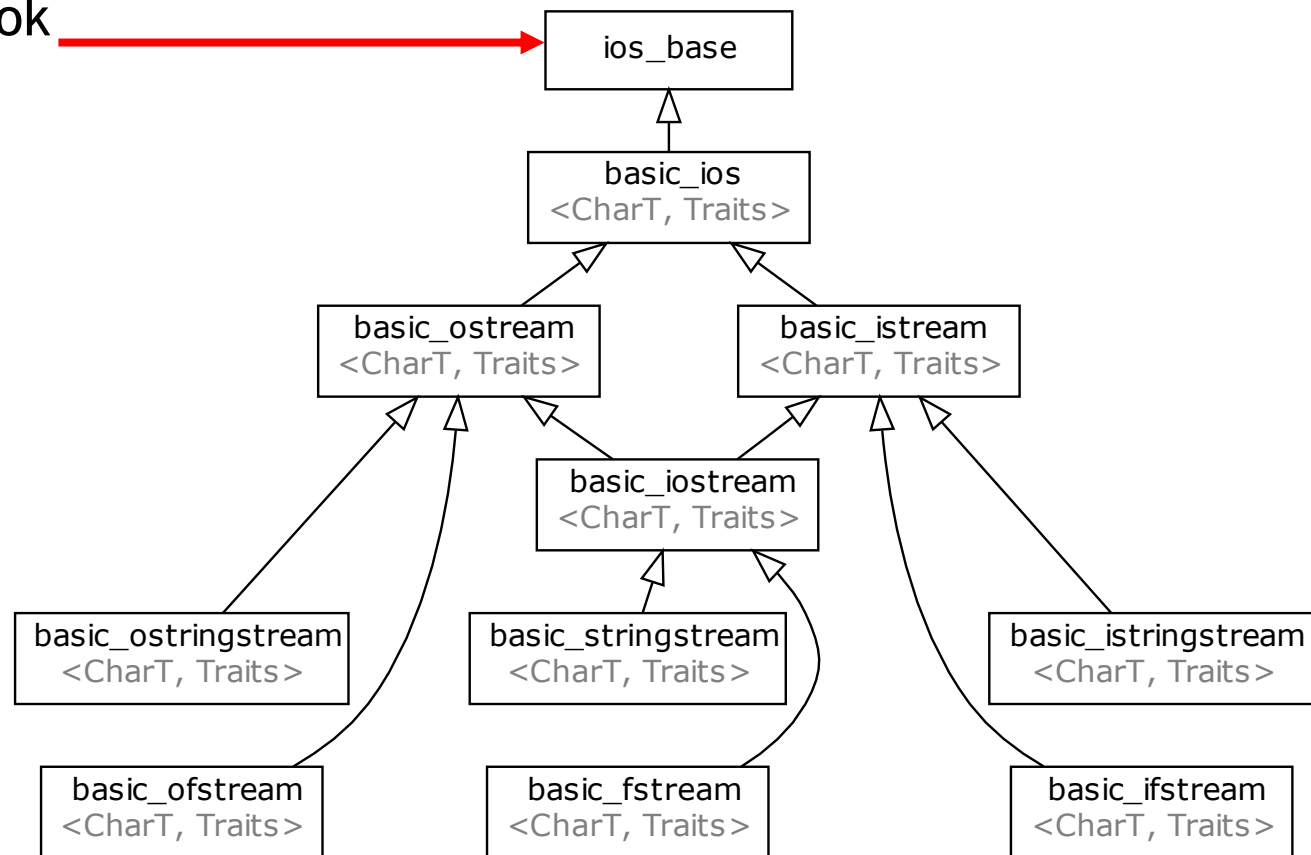 ok
ios_base
basic_ios
<CharT, Traits>
basic_ostream
<CharT, Traits>
basic_istream
<CharT, Traits>
basic_iostream
<CharT, Traits>
basic_ostringstream
<CharT, Traits>
basic_stringstream
<CharT, Traits>
basic_istringstream
<CharT, Traits>
basic_ofstream
<CharT, Traits>
basic_fstream
<CharT, Traits>
basic_ifstream
<CharT, Traits>